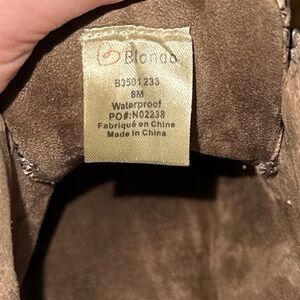 Blondo
B3501233
8M
Waterproof
PO#:N02238
Fabriqué en Chine
Made in China